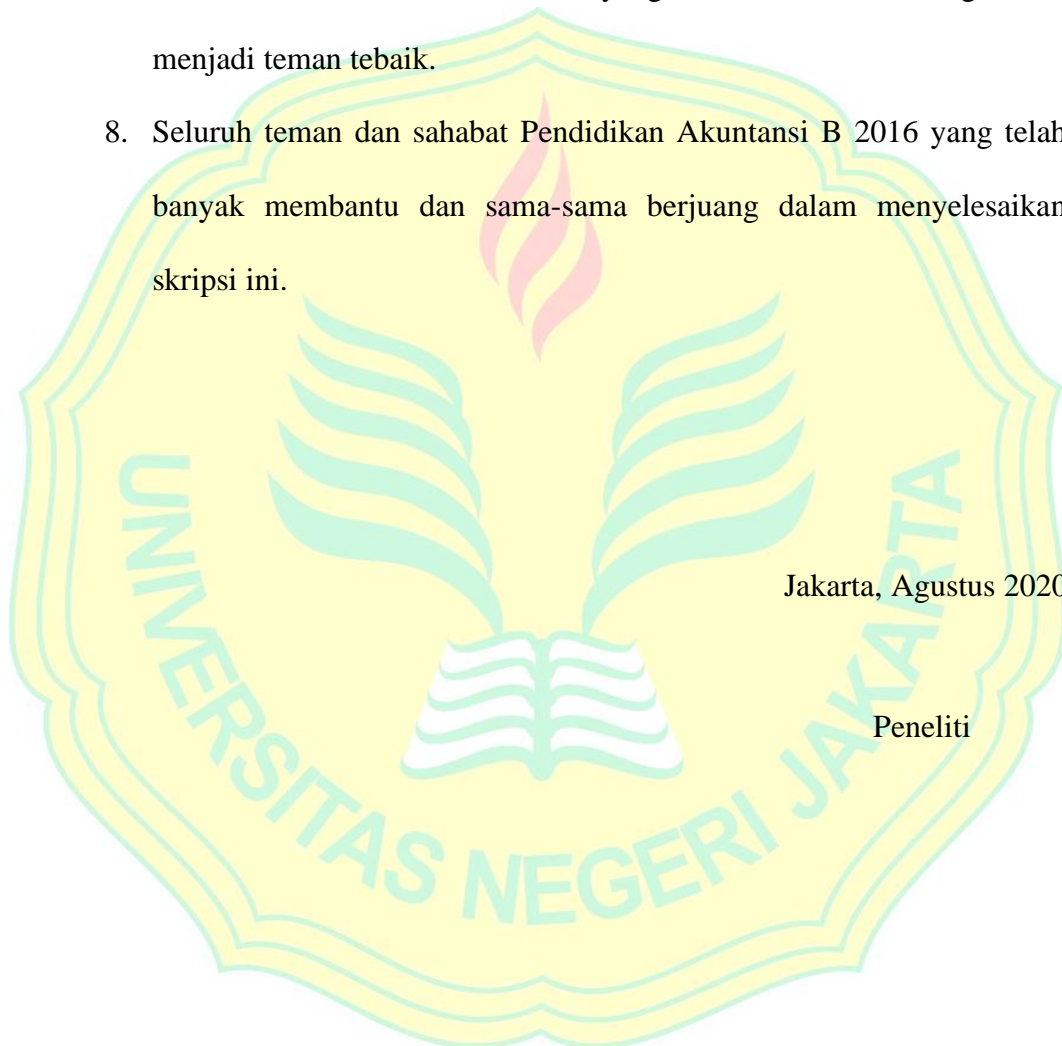 menjadi teman tebaik.
8. Seluruh teman dan sahabat Pendidikan Akuntansi B 2016 yang telah
banyak membantu dan sama-sama berjuang dalam menyelesaikan
skripsi ini.
Jakarta, Agustus 2020
Peneliti
UNIVERSITAS NEGERI JAKARTA